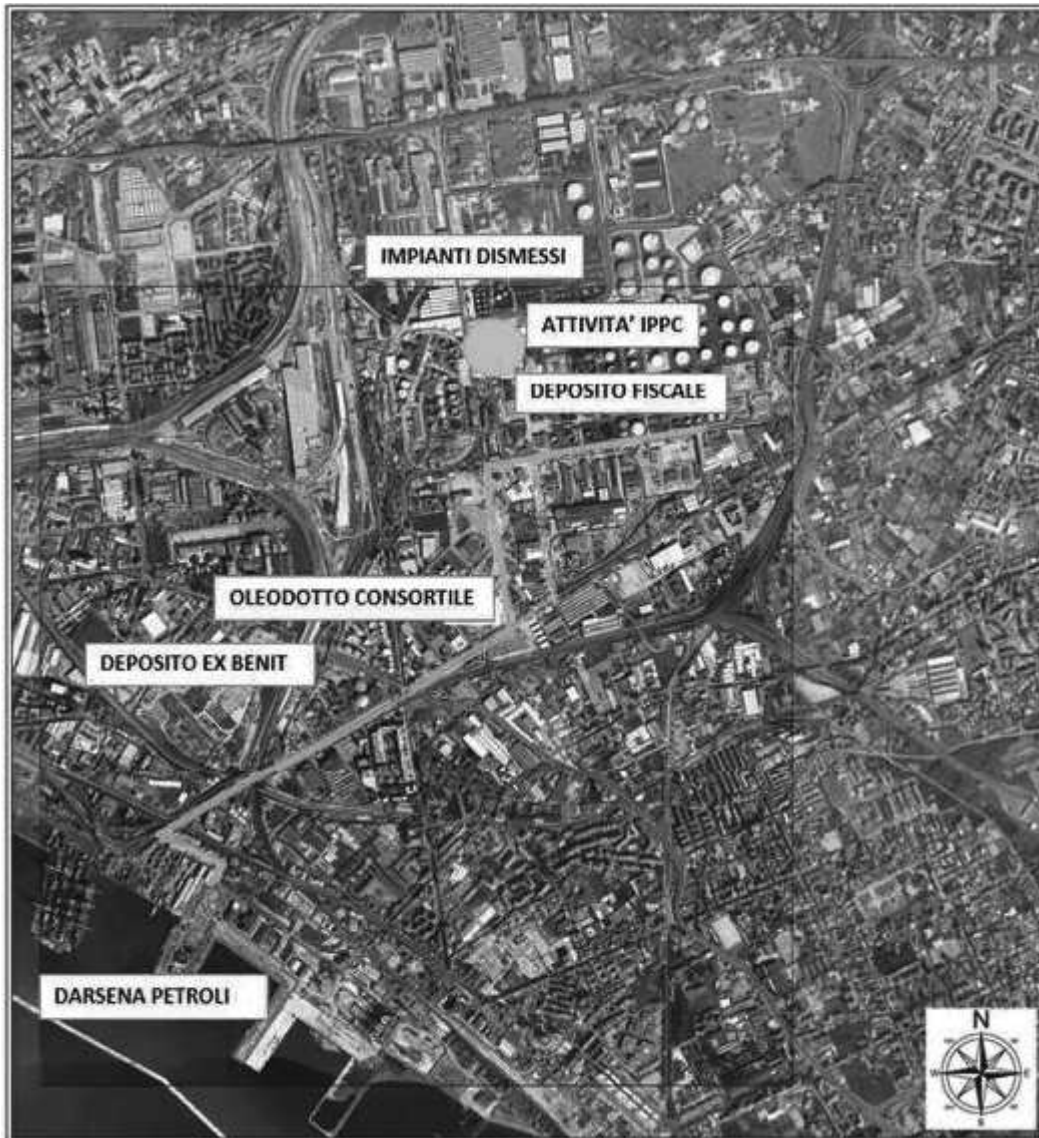 IMPIANTI DISMESSI
ATTIVITA' IPPC
DEPOSITO FISCALE
OLEODOTTO CONSORTILE
DEPOSITO EX BENIT
DARSENA PETROLI
N
W
E
S